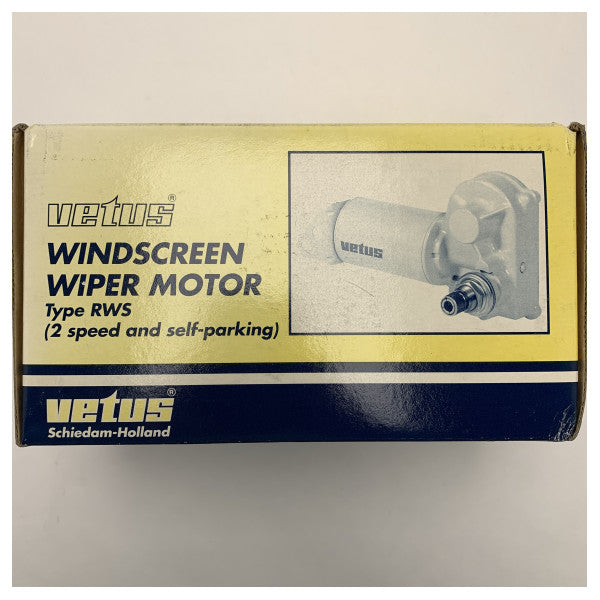 vetus®
WINDSCREEN
WIPER MOTOR
Type RWS
(2 speed and self-parking)
vetus
vetus®
Schiedam-Holland